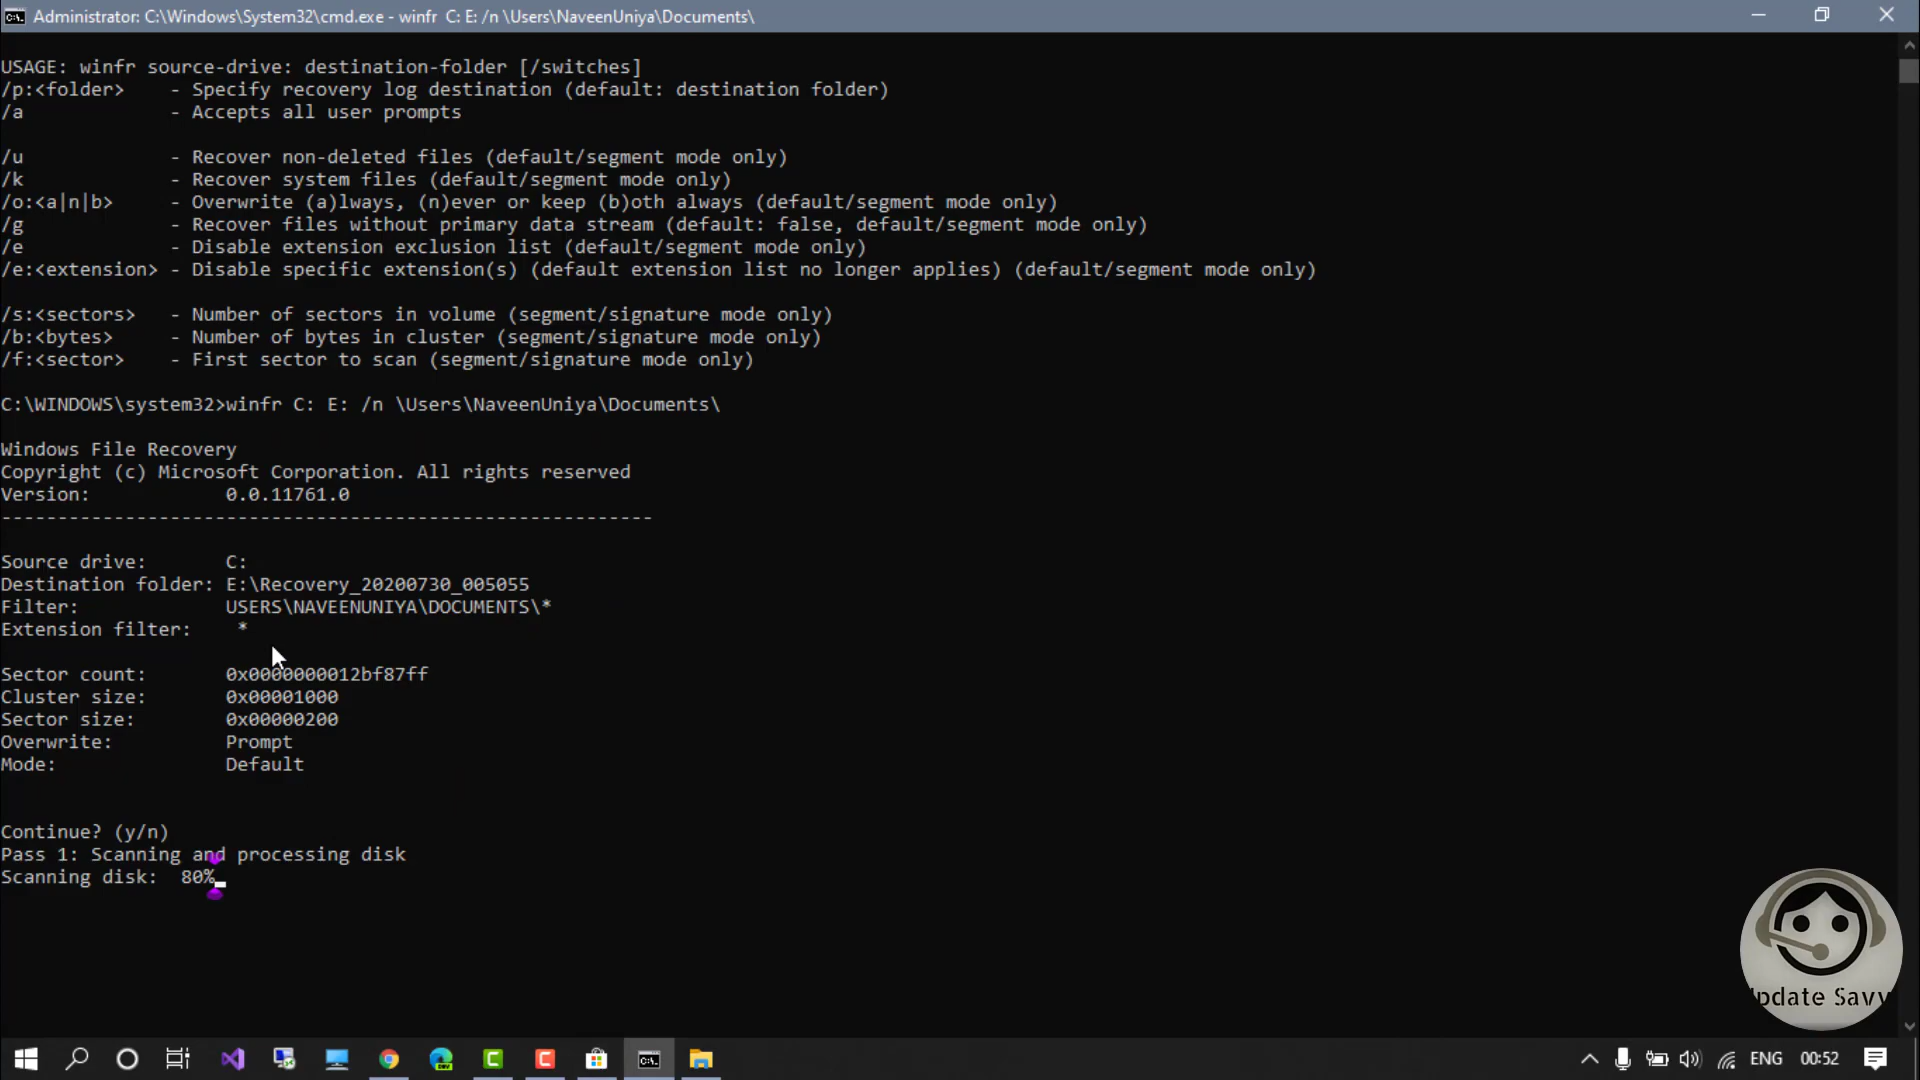 Administrator: C:\Windows\System32\cmd.exe - winfr  C: E: /n \Users\NaveenUniya\Documents\
USAGE: winfr source-drive: destination-folder [/switches]
/p:<folder>    - Specify recovery log destination (default: destination folder)
/a             - Accepts all user prompts
/u             - Recover non-deleted files (default/segment mode only)
/k             - Recover system files (default/segment mode only)
/o:<a|n|b>     - Overwrite (a)lways, (n)ever or keep (b)oth always (default/segment mode only)
/g             - Recover files without primary data stream (default: false, default/segment mode only)
/e             - Disable extension exclusion list (default/segment mode only)
/e:<extension> - Disable specific extension(s) (default extension list no longer applies) (default/segment mode only)
/s:<sectors>   - Number of sectors in volume (segment/signature mode only)
/b:<bytes>     - Number of bytes in cluster (segment/signature mode only)
/f:<sector>    - First sector to scan (segment/signature mode only)
C:\WINDOWS\system32>winfr C: E: /n \Users\NaveenUniya\Documents\
Windows File Recovery
Copyright (c) Microsoft Corporation. All rights reserved
Version:            0.0.11761.0
----------------------------------------------------------
Source drive:       C:
Destination folder: E:\Recovery_20200730_005055
Filter:             USERS\NAVEENUNIYA\DOCUMENTS\*
Extension filter:    *
Sector count:       0x0000000012bf87ff
Cluster size:       0x00001000
Sector size:        0x00000200
Overwrite:          Prompt
Mode:               Default
Continue? (y/n)
Pass 1: Scanning and processing disk
Scanning disk:  80%
Update Savvy
ENG 00:52